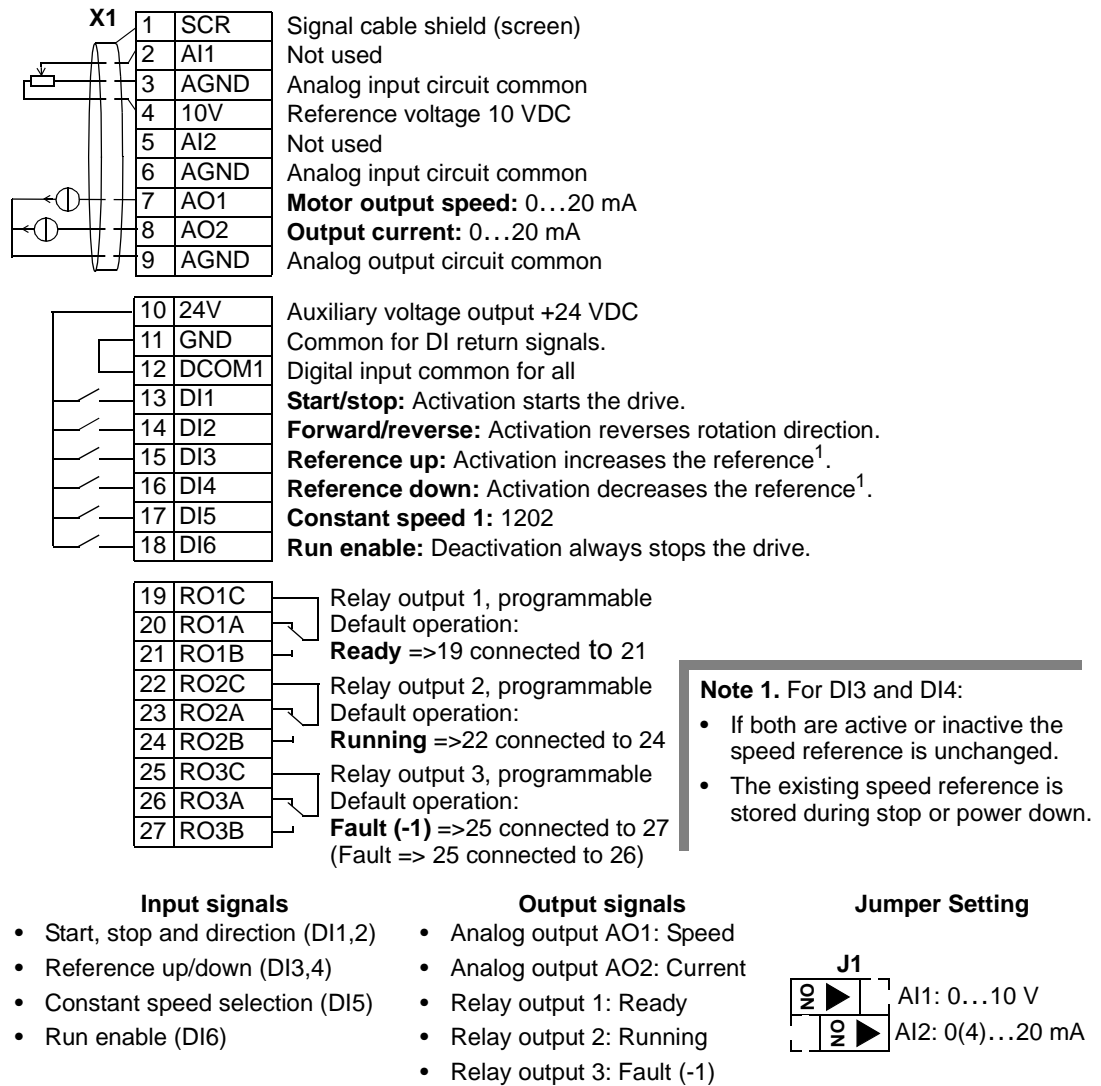 X1
1 SCR Signal cable shield (screen)
2 AI1 Not used
3 AGND Analog input circuit common
4 10V Reference voltage 10 VDC
5 AI2 Not used
6 AGND Analog input circuit common
7 AO1 Motor output speed: 0…20 mA
8 AO2 Output current: 0…20 mA
9 AGND Analog output circuit common
10 24V Auxiliary voltage output +24 VDC
11 GND Common for DI return signals.
12 DCOM1 Digital input common for all
13 DI1 Start/stop: Activation starts the drive.
14 DI2 Forward/reverse: Activation reverses rotation direction.
15 DI3 Reference up: Activation increases the reference1.
16 DI4 Reference down: Activation decreases the reference1.
17 DI5 Constant speed 1: 1202
18 DI6 Run enable: Deactivation always stops the drive.
19 RO1C Relay output 1, programmable
20 RO1A Default operation:
21 RO1B Ready =>19 connected to 21
22 RO2C Relay output 2, programmable
23 RO2A Default operation:
24 RO2B Running =>22 connected to 24
25 RO3C Relay output 3, programmable
26 RO3A Default operation:
27 RO3B Fault (-1) =>25 connected to 27
(Fault => 25 connected to 26)
Note 1. For DI3 and DI4:
• If both are active or inactive the
speed reference is unchanged.
• The existing speed reference is
stored during stop or power down.
Input signals
• Start, stop and direction (DI1,2)
• Reference up/down (DI3,4)
• Constant speed selection (DI5)
• Run enable (DI6)
Output signals
• Analog output AO1: Speed
• Analog output AO2: Current
• Relay output 1: Ready
• Relay output 2: Running
• Relay output 3: Fault (-1)
Jumper Setting
J1
ON AI1: 0…10 V
ON AI2: 0(4)…20 mA